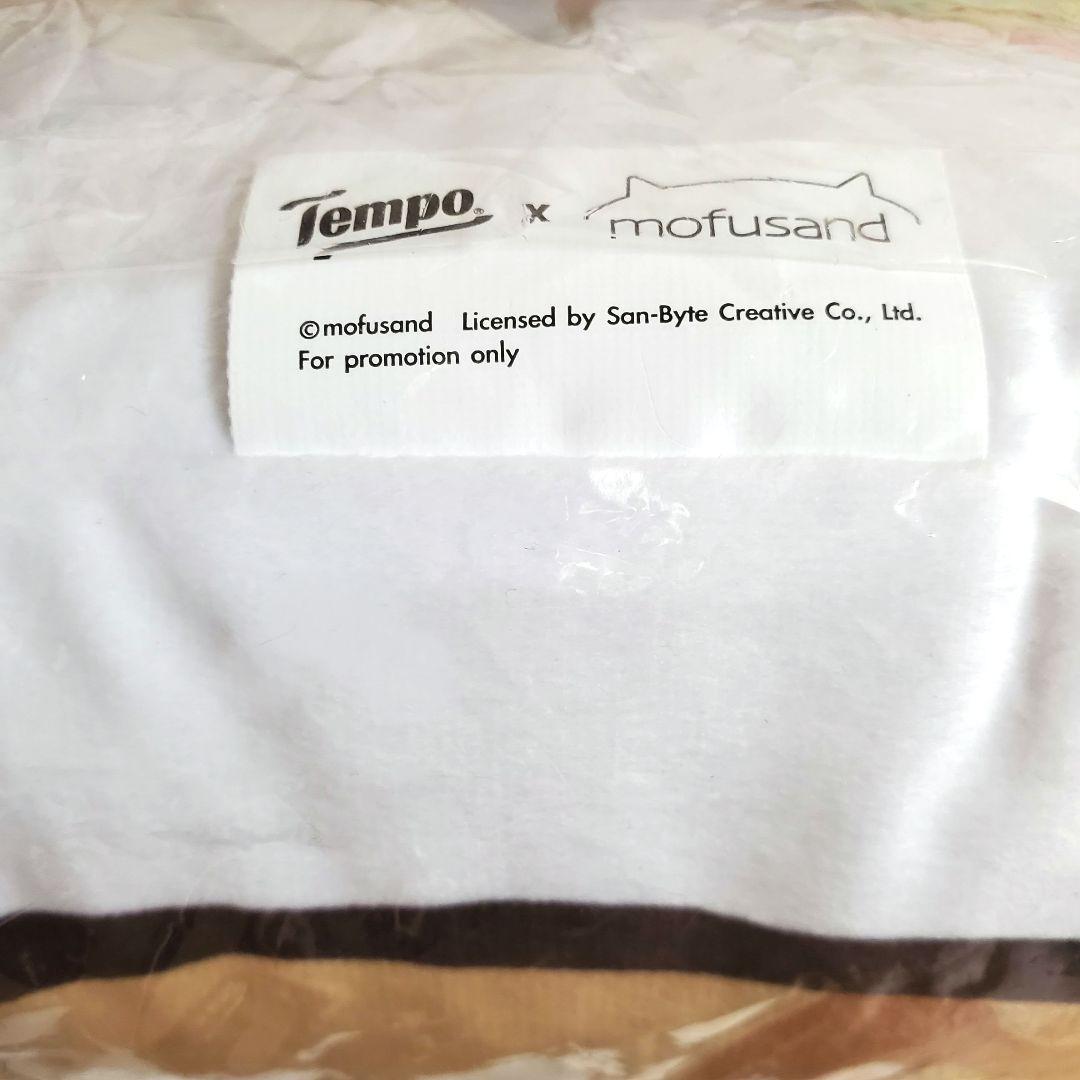 Tempo® x mofusand
©mofusand Licensed by San-Byte Creative Co., Ltd.
For promotion only